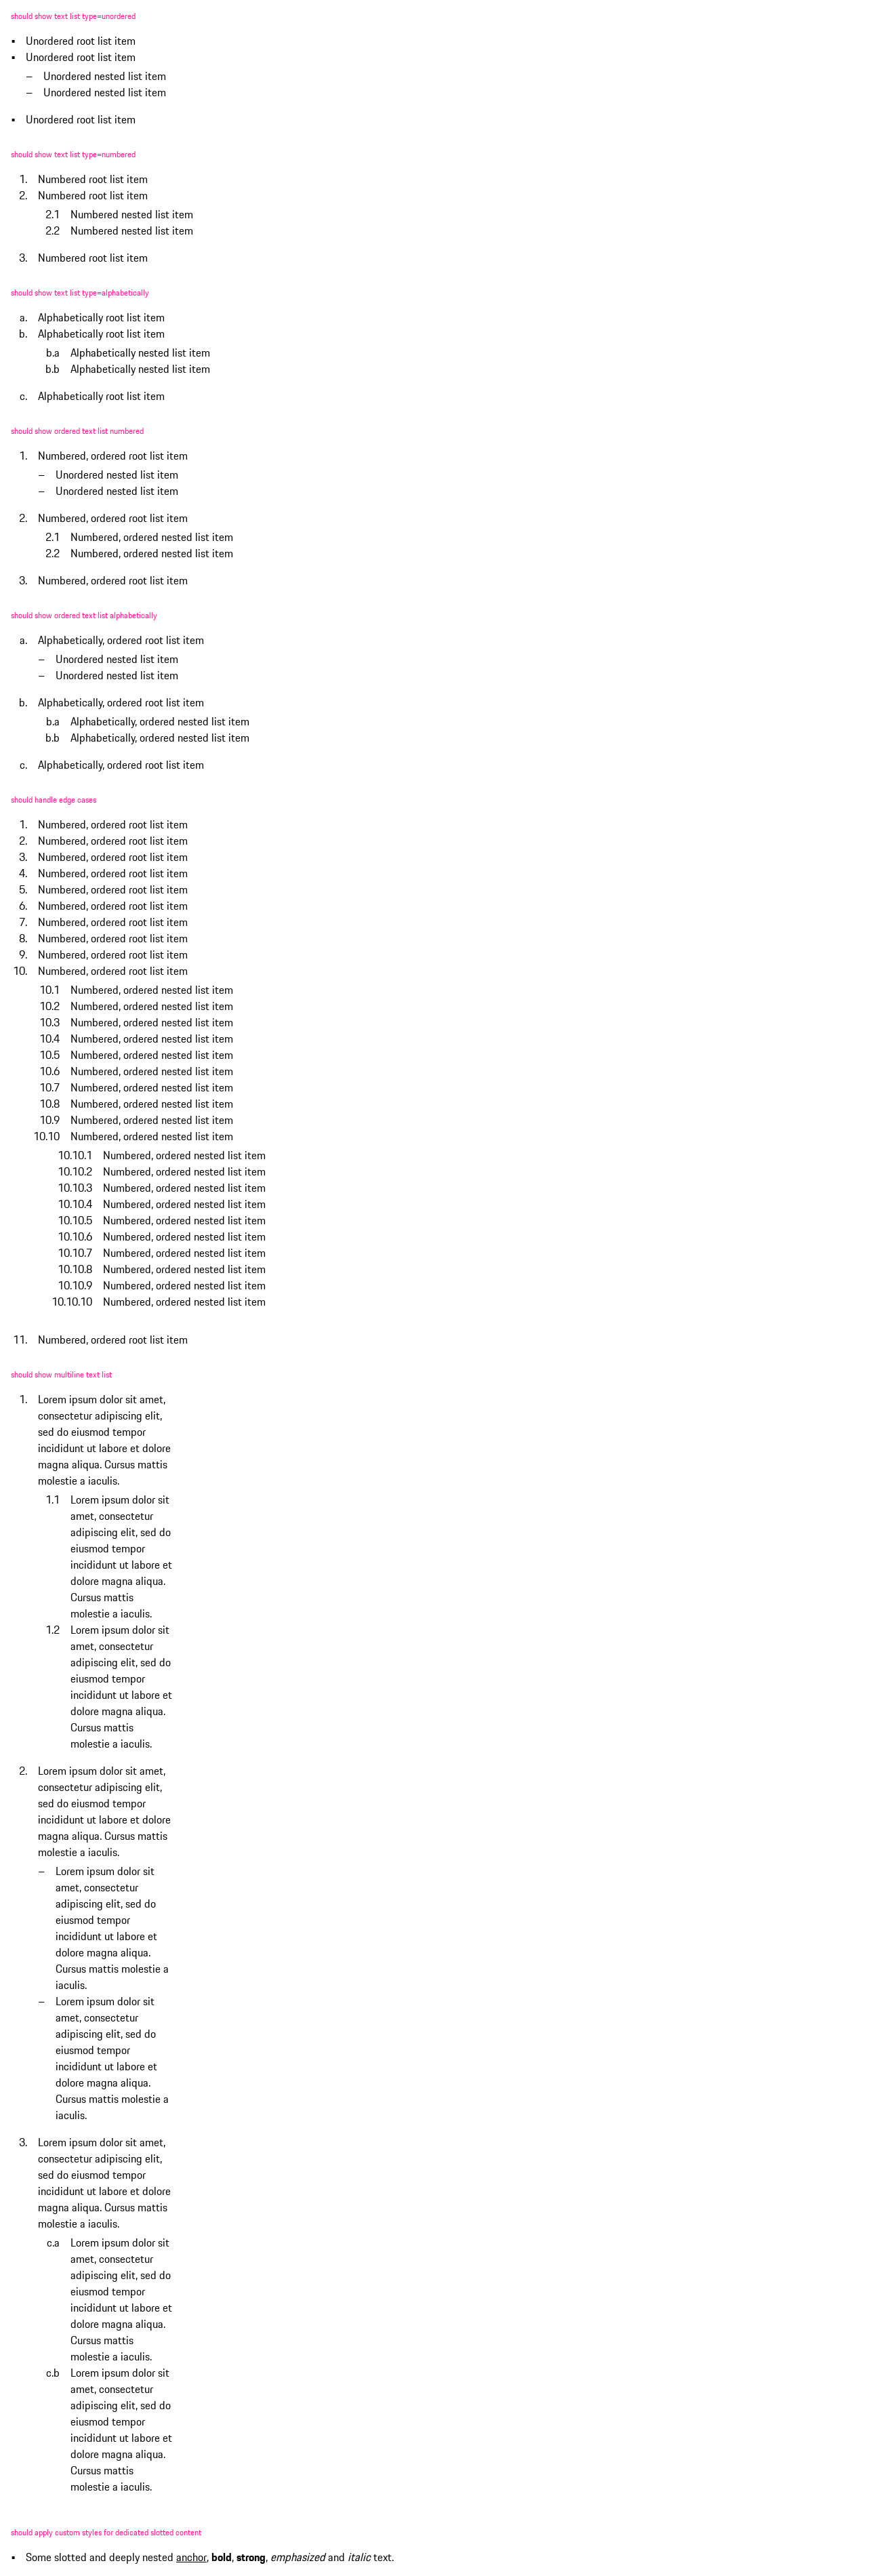 should show text list type=unordered
▪ Unordered root list item
▪ Unordered root list item
– Unordered nested list item
– Unordered nested list item
▪ Unordered root list item
should show text list type=numbered
1. Numbered root list item
2. Numbered root list item
2.1 Numbered nested list item
2.2 Numbered nested list item
3. Numbered root list item
should show text list type=alphabetically
a. Alphabetically root list item
b. Alphabetically root list item
b.a Alphabetically nested list item
b.b Alphabetically nested list item
c. Alphabetically root list item
should show ordered text list numbered
1. Numbered, ordered root list item
– Unordered nested list item
– Unordered nested list item
2. Numbered, ordered root list item
2.1 Numbered, ordered nested list item
2.2 Numbered, ordered nested list item
3. Numbered, ordered root list item
should show ordered text list alphabetically
a. Alphabetically, ordered root list item
– Unordered nested list item
– Unordered nested list item
b. Alphabetically, ordered root list item
b.a Alphabetically, ordered nested list item
b.b Alphabetically, ordered nested list item
c. Alphabetically, ordered root list item
should handle edge cases
1. Numbered, ordered root list item
2. Numbered, ordered root list item
3. Numbered, ordered root list item
4. Numbered, ordered root list item
5. Numbered, ordered root list item
6. Numbered, ordered root list item
7. Numbered, ordered root list item
8. Numbered, ordered root list item
9. Numbered, ordered root list item
10. Numbered, ordered root list item
10.1 Numbered, ordered nested list item
10.2 Numbered, ordered nested list item
10.3 Numbered, ordered nested list item
10.4 Numbered, ordered nested list item
10.5 Numbered, ordered nested list item
10.6 Numbered, ordered nested list item
10.7 Numbered, ordered nested list item
10.8 Numbered, ordered nested list item
10.9 Numbered, ordered nested list item
10.10 Numbered, ordered nested list item
10.10.1 Numbered, ordered nested list item
10.10.2 Numbered, ordered nested list item
10.10.3 Numbered, ordered nested list item
10.10.4 Numbered, ordered nested list item
10.10.5 Numbered, ordered nested list item
10.10.6 Numbered, ordered nested list item
10.10.7 Numbered, ordered nested list item
10.10.8 Numbered, ordered nested list item
10.10.9 Numbered, ordered nested list item
10.10.10 Numbered, ordered nested list item
11. Numbered, ordered root list item
should show multiline text list
1. Lorem ipsum dolor sit amet,
consectetur adipiscing elit,
sed do eiusmod tempor
incididunt ut labore et dolore
magna aliqua. Cursus mattis
molestie a iaculis.
1.1 Lorem ipsum dolor sit
amet, consectetur
adipiscing elit, sed do
eiusmod tempor
incididunt ut labore et
dolore magna aliqua.
Cursus mattis
molestie a iaculis.
1.2 Lorem ipsum dolor sit
amet, consectetur
adipiscing elit, sed do
eiusmod tempor
incididunt ut labore et
dolore magna aliqua.
Cursus mattis
molestie a iaculis.
2. Lorem ipsum dolor sit amet,
consectetur adipiscing elit,
sed do eiusmod tempor
incididunt ut labore et dolore
magna aliqua. Cursus mattis
molestie a iaculis.
– Lorem ipsum dolor sit
amet, consectetur
adipiscing elit, sed do
eiusmod tempor
incididunt ut labore et
dolore magna aliqua.
Cursus mattis molestie a
iaculis.
– Lorem ipsum dolor sit
amet, consectetur
adipiscing elit, sed do
eiusmod tempor
incididunt ut labore et
dolore magna aliqua.
Cursus mattis molestie a
iaculis.
3. Lorem ipsum dolor sit amet,
consectetur adipiscing elit,
sed do eiusmod tempor
incididunt ut labore et dolore
magna aliqua. Cursus mattis
molestie a iaculis.
c.a Lorem ipsum dolor sit
amet, consectetur
adipiscing elit, sed do
eiusmod tempor
incididunt ut labore et
dolore magna aliqua.
Cursus mattis
molestie a iaculis.
c.b Lorem ipsum dolor sit
amet, consectetur
adipiscing elit, sed do
eiusmod tempor
incididunt ut labore et
dolore magna aliqua.
Cursus mattis
molestie a iaculis.
should apply custom styles for dedicated slotted content
▪ Some slotted and deeply nested anchor, bold, strong, emphasized and italic text.